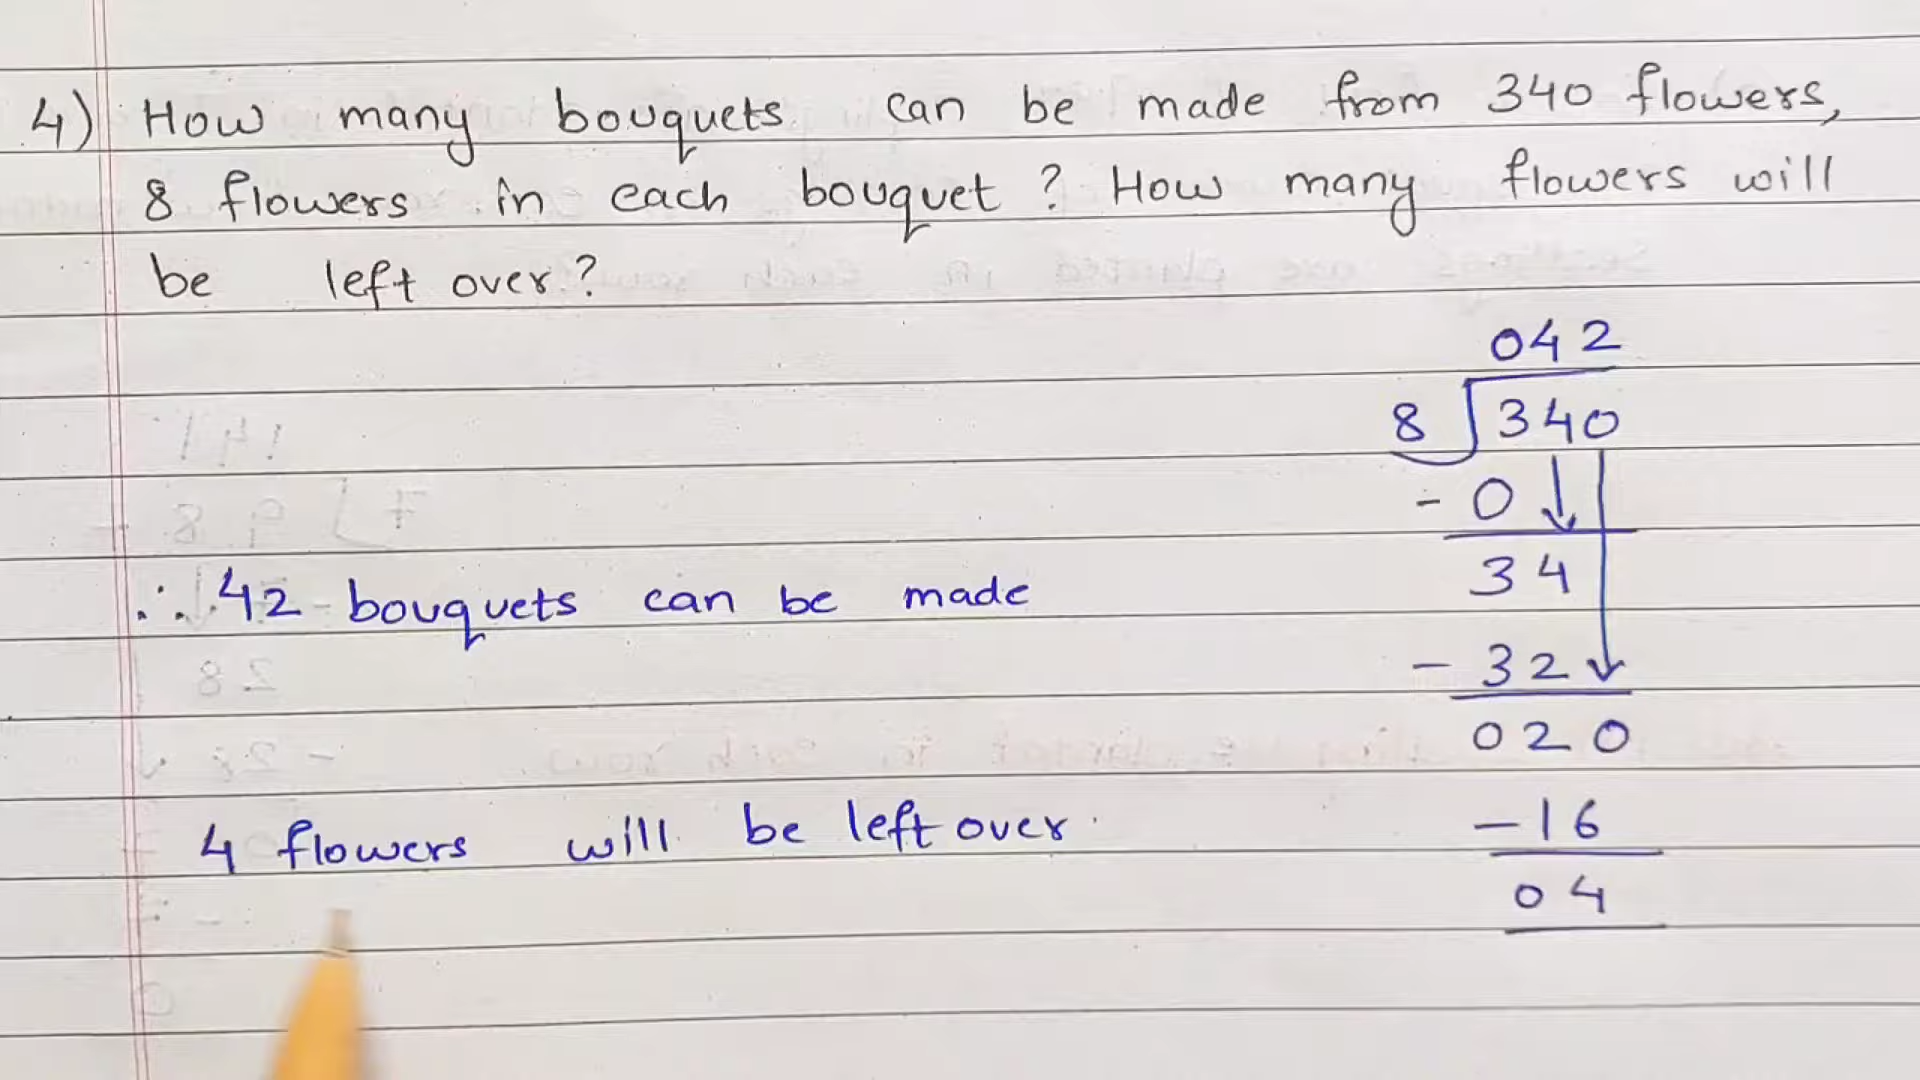 4) How many bouquets can be made from 340 flowers,
8 flowers in each bouquet? How many flowers will
be left over?
042
8 340
- 0
34
∴ 42 bouquets can be made
- 32
020
4 flowers will be left over.
- 16
04